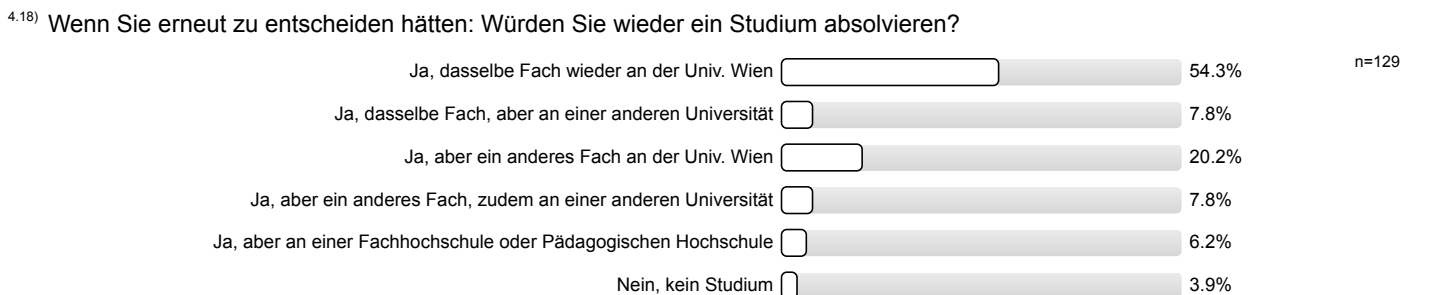 4.18) Wenn Sie erneut zu entscheiden hätten: Würden Sie wieder ein Studium absolvieren?
Ja, dasselbe Fach wieder an der Univ. Wien 54.3% n=129
Ja, dasselbe Fach, aber an einer anderen Universität 7.8%
Ja, aber ein anderes Fach an der Univ. Wien 20.2%
Ja, aber ein anderes Fach, zudem an einer anderen Universität 7.8%
Ja, aber an einer Fachhochschule oder Pädagogischen Hochschule 6.2%
Nein, kein Studium 3.9%